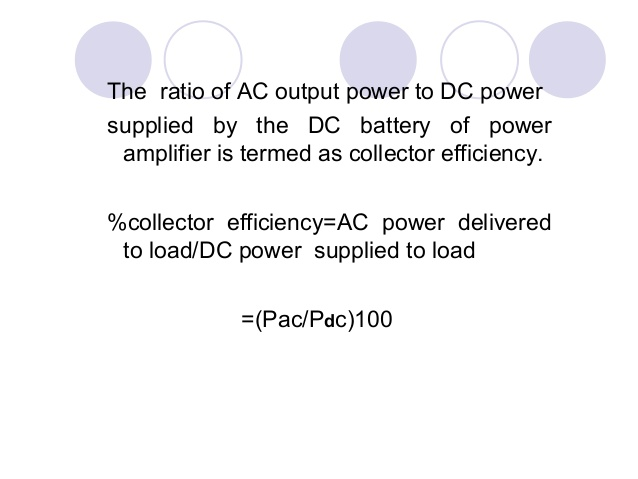 The ratio of AC output power to DC power
supplied by the DC battery of power
amplifier is termed as collector efficiency.
%collector efficiency=AC power delivered
to load/DC power supplied to load
=(Pac/Pdc)100